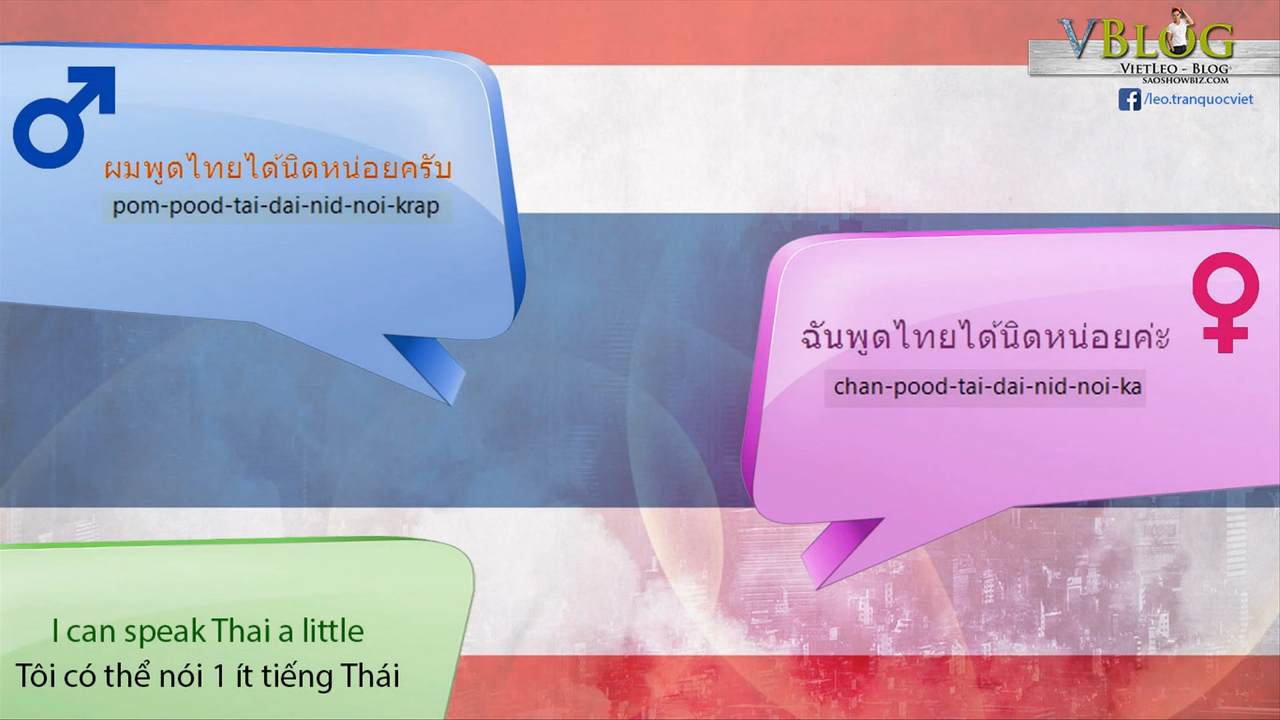 VBLOG
VIETLEO - BLOG
SAOSHOWBIZ.COM
/leo.tranquocviet
ผมพูดไทยได้นิดหน่อยครับ
pom-pood-tai-dai-nid-noi-krap
ฉันพูดไทยได้นิดหน่อยค่ะ
chan-pood-tai-dai-nid-noi-ka
I can speak Thai a little
Tôi có thể nói 1 ít tiếng Thái